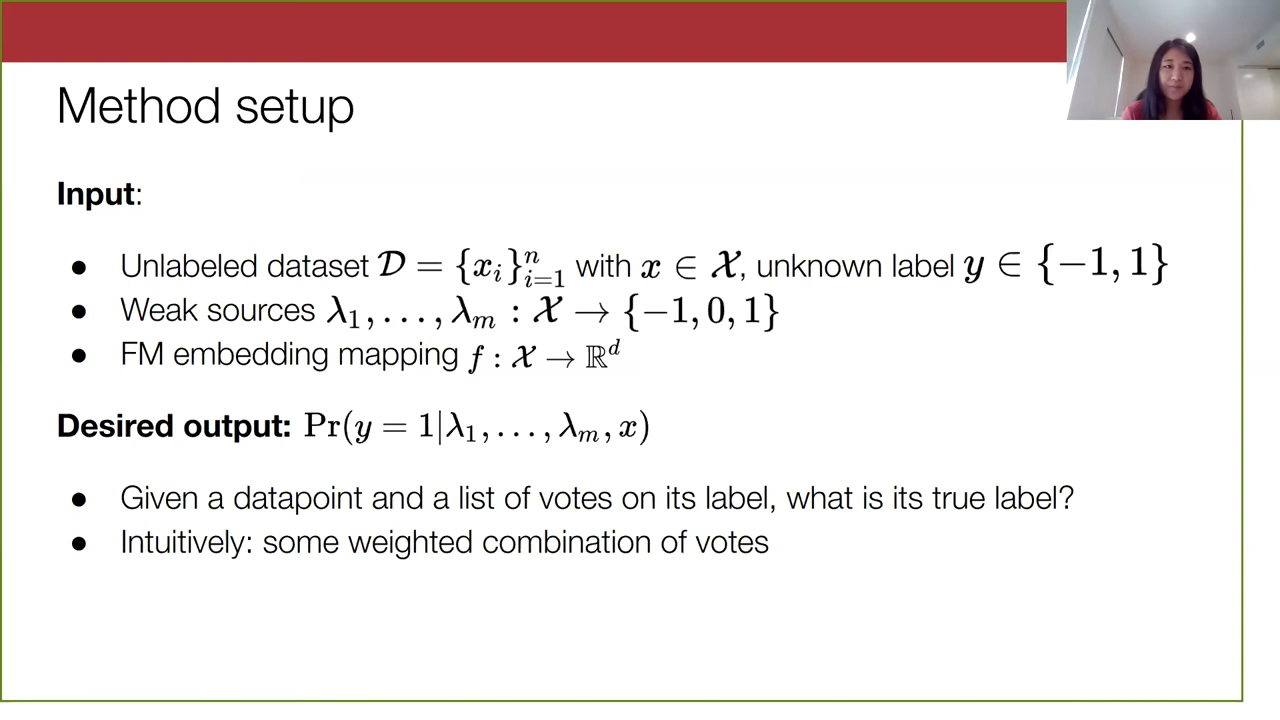 Method setup
Input:
● Unlabeled dataset 𝒟 = {xᵢ}ⁿᵢ₌₁ with x ∈ 𝒳, unknown label y ∈ {−1, 1}
● Weak sources λ₁, …, λₘ : 𝒳 → {−1, 0, 1}
● FM embedding mapping f : 𝒳 → ℝᵈ
Desired output: Pr(y = 1|λ₁, …, λₘ, x)
● Given a datapoint and a list of votes on its label, what is its true label?
● Intuitively: some weighted combination of votes